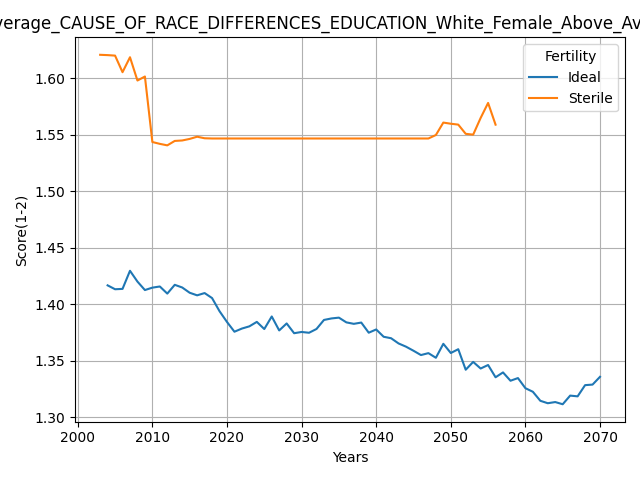 verage_CAUSE_OF_RACE_DIFFERENCES_EDUCATION_White_Female_Above_Av
Fertility
Ideal
Sterile
Score(1-2)
1.60
1.55
1.50
1.45
1.40
1.35
1.30
2000 2010 2020 2030 2040 2050 2060 2070
Years